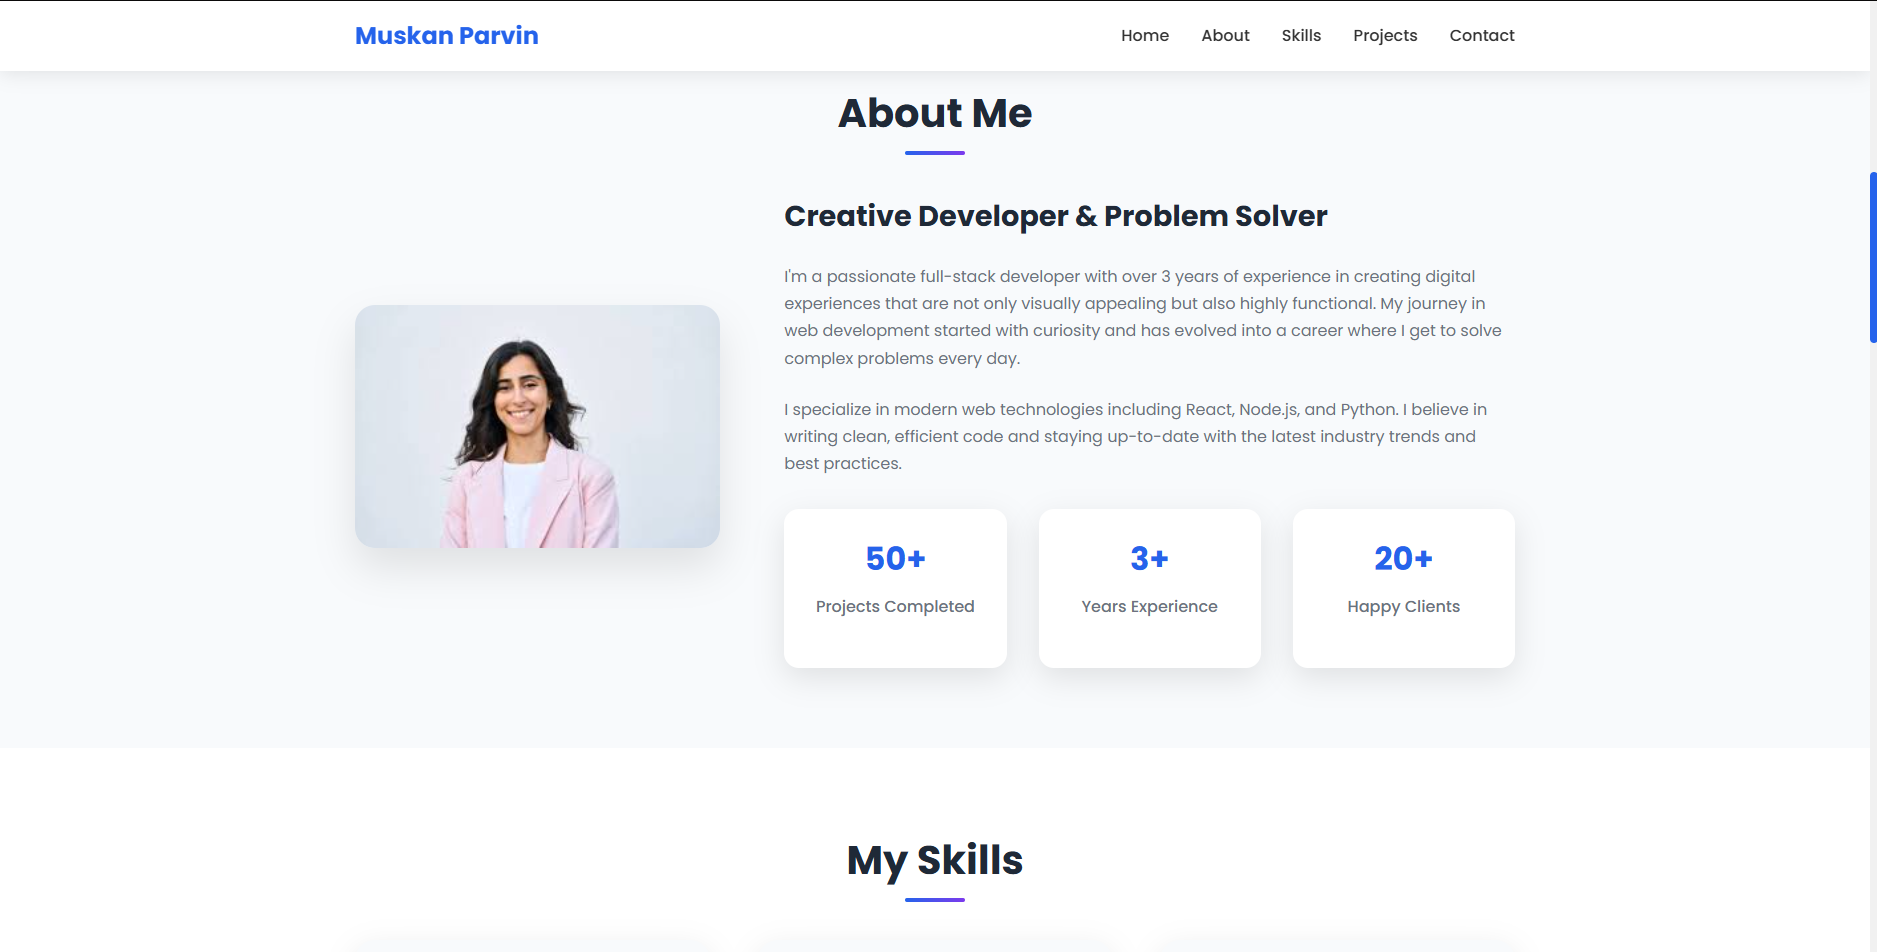 Muskan Parvin
Home About Skills Projects Contact
About Me
Creative Developer & Problem Solver
I'm a passionate full-stack developer with over 3 years of experience in creating digital
experiences that are not only visually appealing but also highly functional. My journey in
web development started with curiosity and has evolved into a career where I get to solve
complex problems every day.
I specialize in modern web technologies including React, Node.js, and Python. I believe in
writing clean, efficient code and staying up-to-date with the latest industry trends and
best practices.
50+
Projects Completed
3+
Years Experience
20+
Happy Clients
My Skills